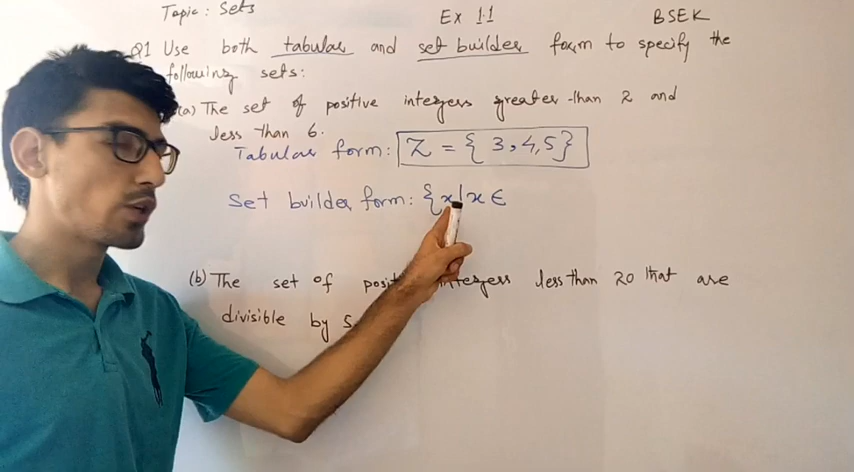 Topic: Sets Ex 1.1 BSEK
Q1 Use both tabular and set builder form to specify the
following sets:
(a) The set of positive integers greater than 2 and
less than 6.
Tabular form: Z = { 3, 4, 5 }
Set builder form: { x | x ∈
(b) The set of integers less than 20 that are
divisible by 5.